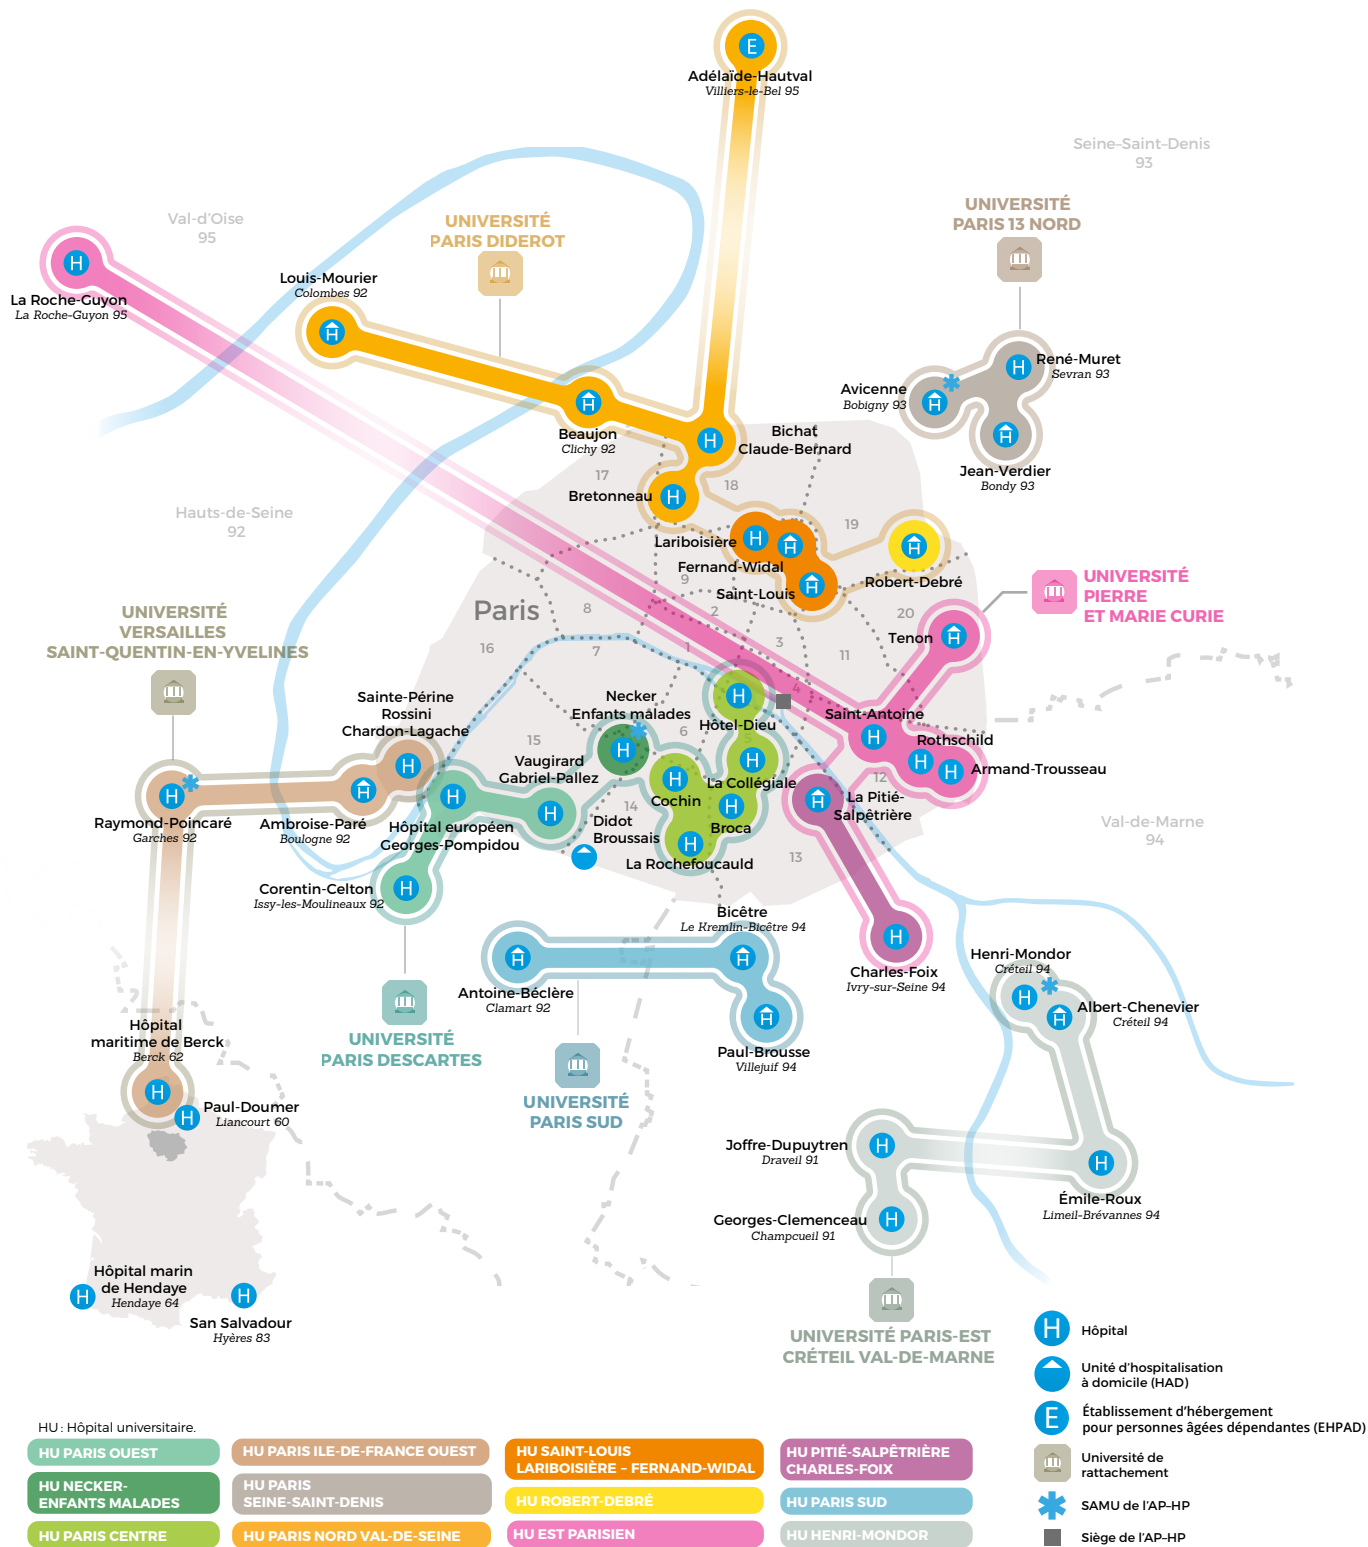 E
Adélaïde-Hautval
Villiers-le-Bel 95
Seine-Saint-Denis
93
Val-d'Oise
95
UNIVERSITÉ
PARIS DIDEROT
UNIVERSITÉ
PARIS 13 NORD
H
La Roche-Guyon
La Roche-Guyon 95
Louis-Mourier
Colombes 92
H
René-Muret
Sevran 93
H
Avicenne
Bobigny 93
H
Jean-Verdier
Bondy 93
H
Beaujon
Clichy 92
H
Bichat
Claude-Bernard
H
Bretonneau
H
17
18
19
Hauts-de-Seine
92
Lariboisière
H
H
Fernand-Widal
Saint-Louis
H
Robert-Debré
H
9
8
2
20
Paris
16
7
1
3
11
4
Tenon
H
UNIVERSITÉ
PIERRE
ET MARIE CURIE
UNIVERSITÉ
VERSAILLES
SAINT-QUENTIN-EN-YVELINES
Sainte-Périne
Rossini
Chardon-Lagache
H
Necker
Enfants malades
H
6
Hôtel-Dieu
H
5
Saint-Antoine
H
Rothschild
H
Armand-Trousseau
H
12
15
Vaugirard
Gabriel-Pallez
H
Cochin
H
La Collégiale
H
La Pitié-
Salpêtrière
H
14
Didot
Broussais
Broca
H
La Rochefoucauld
H
13
Raymond-Poincaré
Garches 92
H
Ambroise-Paré
Boulogne 92
H
Hôpital européen
Georges-Pompidou
H
Corentin-Celton
Issy-les-Moulineaux 92
H
Val-de-Marne
94
Bicêtre
Le Kremlin-Bicêtre 94
H
Antoine-Béclère
Clamart 92
H
Charles-Foix
Ivry-sur-Seine 94
H
Henri-Mondor
Créteil 94
H
Albert-Chenevier
Créteil 94
H
Paul-Brousse
Villejuif 94
H
UNIVERSITÉ
PARIS DESCARTES
UNIVERSITÉ
PARIS SUD
Hôpital
maritime de Berck
Berck 62
H
Paul-Doumer
Liancourt 60
H
Joffre-Dupuytren
Draveil 91
H
Émile-Roux
Limeil-Brévannes 94
H
Georges-Clemenceau
Champcueil 91
H
Hôpital marin
de Hendaye
Hendaye 64
H
San Salvadour
Hyères 83
H
UNIVERSITÉ PARIS-EST
CRÉTEIL VAL-DE-MARNE
H Hôpital
Unité d'hospitalisation
à domicile (HAD)
E Établissement d'hébergement
pour personnes âgées dépendantes (EHPAD)
Université de
rattachement
SAMU de l'AP-HP
Siège de l'AP-HP
HU : Hôpital universitaire.
HU PARIS OUEST
HU NECKER-
ENFANTS MALADES
HU PARIS CENTRE
HU PARIS ILE-DE-FRANCE OUEST
HU PARIS
SEINE-SAINT-DENIS
HU PARIS NORD VAL-DE-SEINE
HU SAINT-LOUIS
LARIBOISIÈRE – FERNAND-WIDAL
HU ROBERT-DEBRÉ
HU EST PARISIEN
HU PITIÉ-SALPÊTRIÈRE
CHARLES-FOIX
HU PARIS SUD
HU HENRI-MONDOR